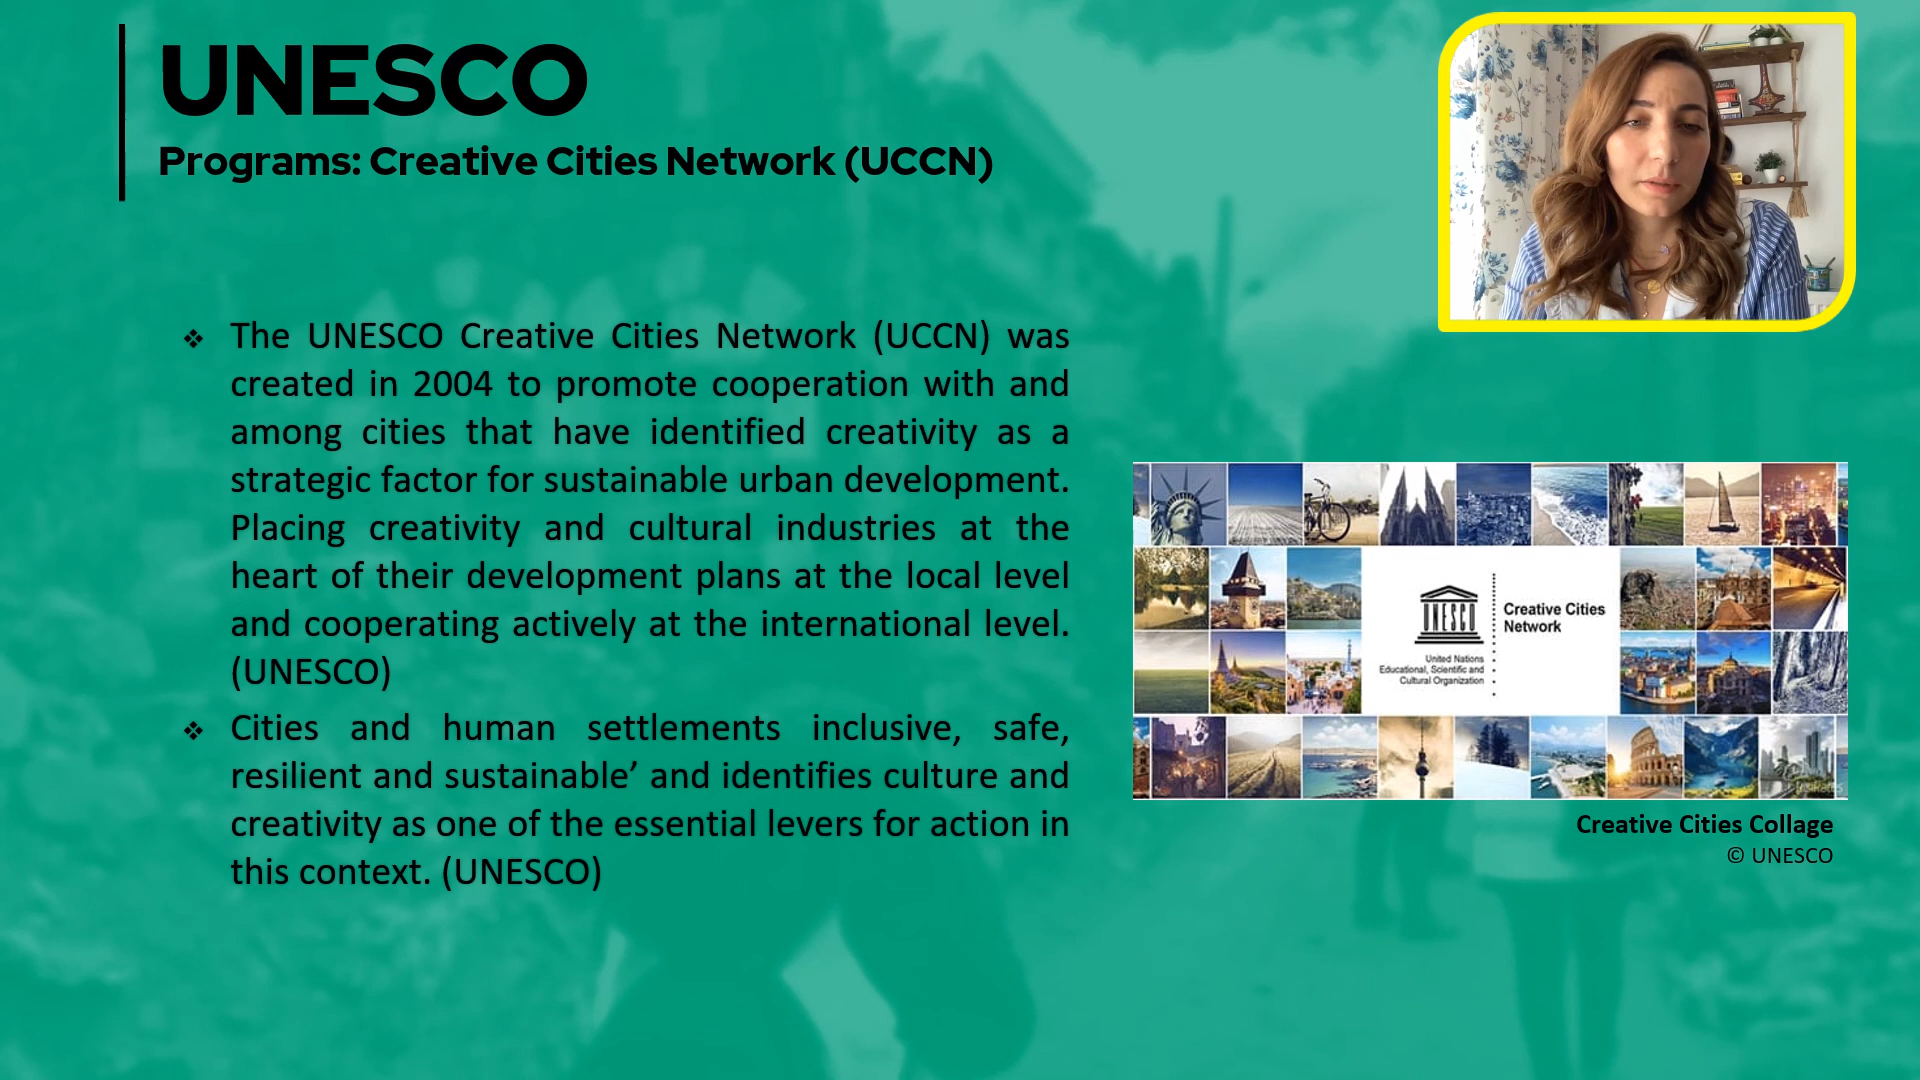 UNESCO
Programs: Creative Cities Network (UCCN)
❖ The UNESCO Creative Cities Network (UCCN) was
created in 2004 to promote cooperation with and
among cities that have identified creativity as a
strategic factor for sustainable urban development.
Placing creativity and cultural industries at the
heart of their development plans at the local level
and cooperating actively at the international level.
(UNESCO)
❖ Cities and human settlements inclusive, safe,
resilient and sustainable’ and identifies culture and
creativity as one of the essential levers for action in
this context. (UNESCO)
UNESCO
United Nations
Educational, Scientific and
Cultural Organization
Creative Cities
Network
Creative Cities Collage
© UNESCO